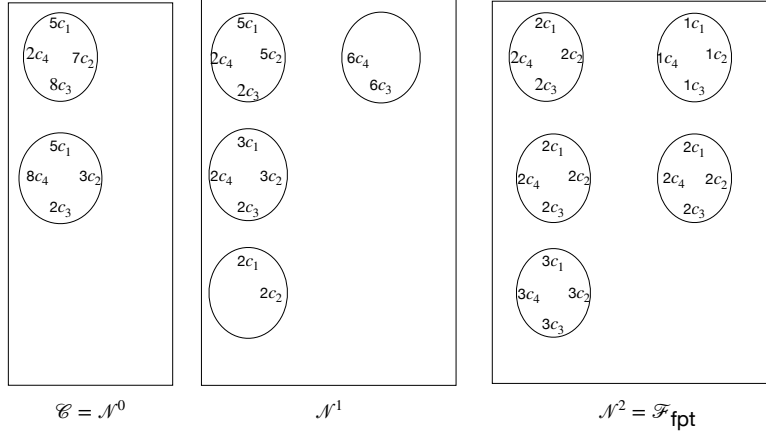 5c₁ 5c₁ 2c₁ 1c₁
2c₄ 7c₂ 2c₄ 5c₂ 6c₄ 2c₄ 2c₂ 1c₄ 1c₂
8c₃ 2c₃ 6c₃ 2c₃ 1c₃
5c₁ 3c₁ 2c₁ 2c₁
8c₄ 3c₂ 2c₄ 3c₂ 2c₄ 2c₂ 2c₄ 2c₂
2c₃ 2c₃ 2c₃ 2c₃
2c₁ 3c₁
2c₂ 3c₄ 3c₂
3c₃
𝒞 = 𝒩⁰ 𝒩¹ 𝒩² = ℱ_fpt